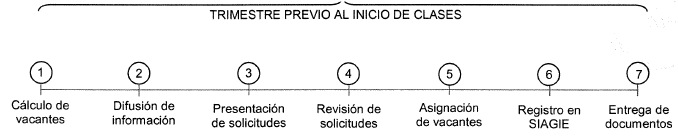 TRIMESTRE PREVIO AL INICIO DE CLASES
1
2
3
4
5
6
7
Cálculo de
vacantes
Difusión de
información
Presentación
de solicitudes
Revisión de
solicitudes
Asignación
de vacantes
Registro en
SIAGIE
Entrega de
documentos